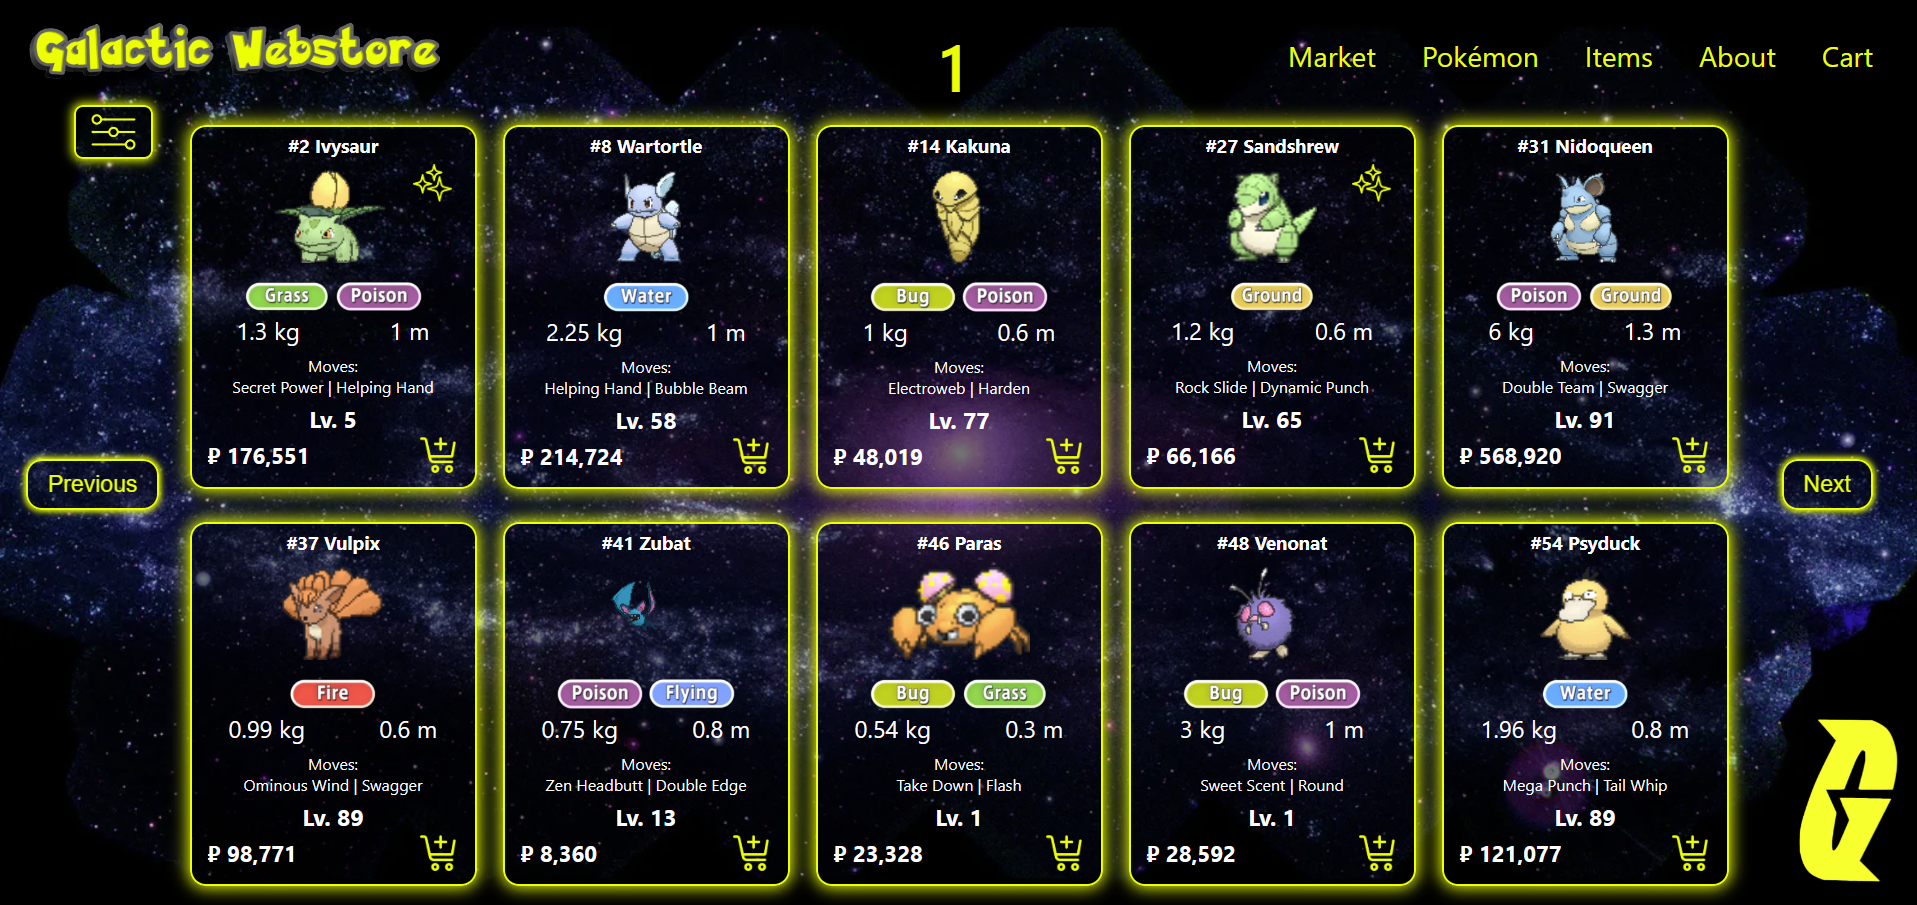 Galactic Webstore
1
Market Pokémon Items About Cart
#2 Ivysaur
Grass Poison
1.3 kg 1 m
Moves:
Secret Power | Helping Hand
Lv. 5
₽ 176,551
#8 Wartortle
Water
2.25 kg 1 m
Moves:
Helping Hand | Bubble Beam
Lv. 58
₽ 214,724
#14 Kakuna
Bug Poison
1 kg 0.6 m
Moves:
Electroweb | Harden
Lv. 77
₽ 48,019
#27 Sandshrew
Ground
1.2 kg 0.6 m
Moves:
Rock Slide | Dynamic Punch
Lv. 65
₽ 66,166
#31 Nidoqueen
Poison Ground
6 kg 1.3 m
Moves:
Double Team | Swagger
Lv. 91
₽ 568,920
Previous
Next
#37 Vulpix
Fire
0.99 kg 0.6 m
Moves:
Ominous Wind | Swagger
Lv. 89
₽ 98,771
#41 Zubat
Poison Flying
0.75 kg 0.8 m
Moves:
Zen Headbutt | Double Edge
Lv. 13
₽ 8,360
#46 Paras
Bug Grass
0.54 kg 0.3 m
Moves:
Take Down | Flash
Lv. 1
₽ 23,328
#48 Venonat
Bug Poison
3 kg 1 m
Moves:
Sweet Scent | Round
Lv. 1
₽ 28,592
#54 Psyduck
Water
1.96 kg 0.8 m
Moves:
Mega Punch | Tail Whip
Lv. 89
₽ 121,077